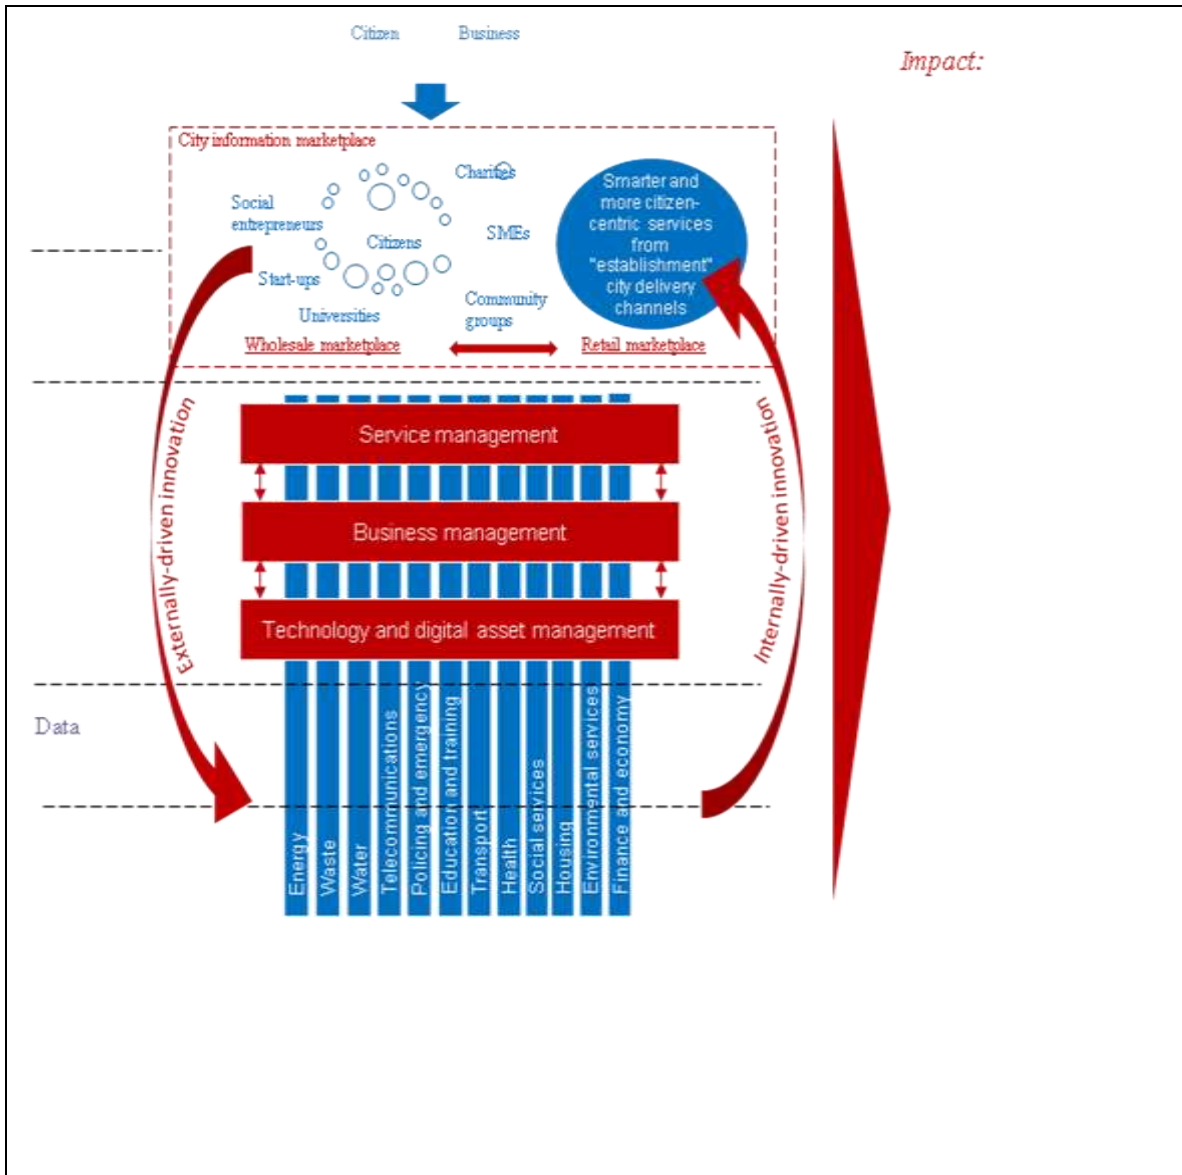 Citizen
Business
Impact:
City information marketplace
Charities
Social
entrepreneurs
Citizens
SMEs
Start-ups
Universities
Community
groups
Smarter and
more citizen-
centric services
from
"establishment"
city delivery
channels
Wholesale marketplace
Retail marketplace
Externally-driven innovation
Internally-driven innovation
Service management
Business management
Technology and digital asset management
Data
Energy
Waste
Water
Telecommunications
Policing and emergency
Education and training
Transport
Health
Social services
Housing
Environmental services
Finance and economy